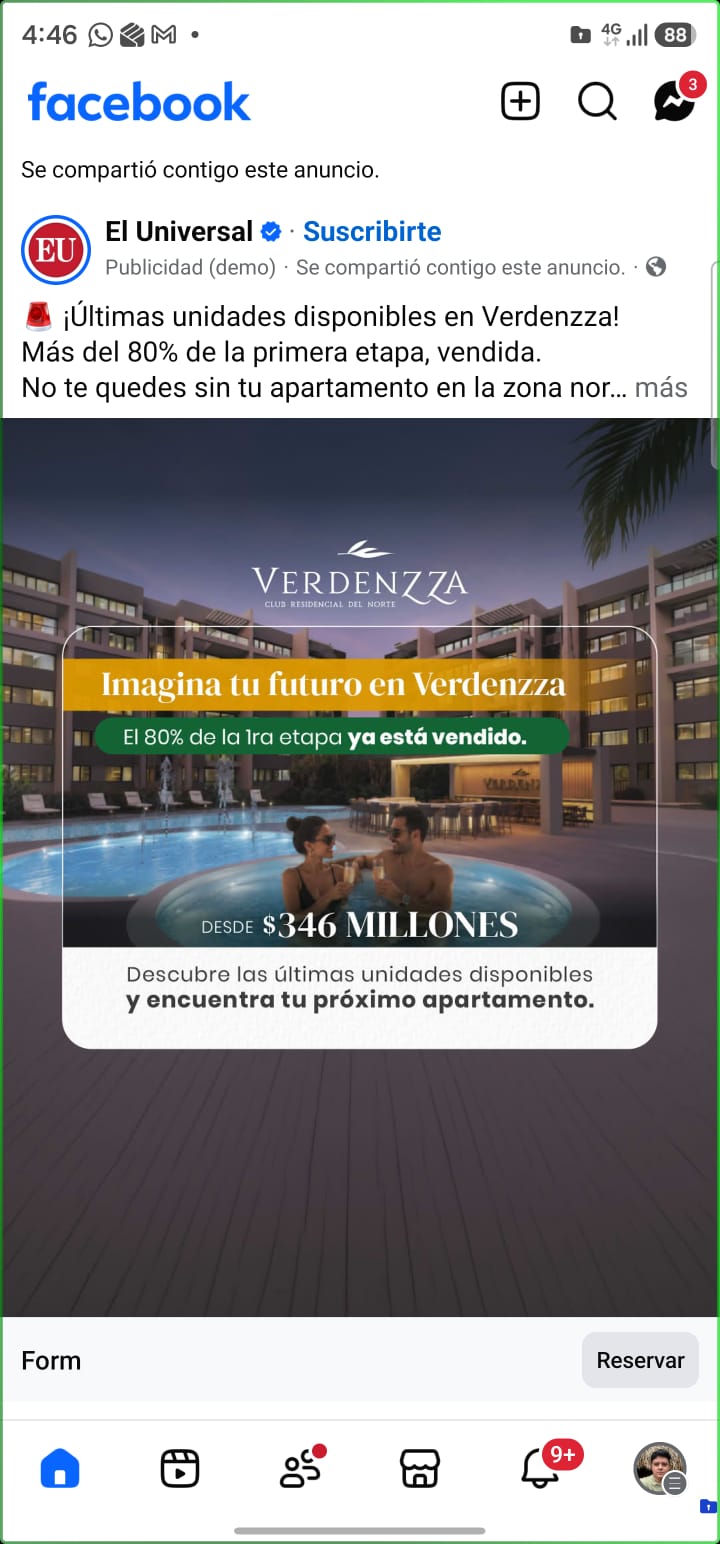 4:46
4G
88
facebook
3
Se compartió contigo este anuncio.
EU
El Universal · Suscribirte
Publicidad (demo) · Se compartió contigo este anuncio. ·
¡Últimas unidades disponibles en Verdenzza!
Más del 80% de la primera etapa, vendida.
No te quedes sin tu apartamento en la zona nor... más
VERDENZZA
CLUB RESIDENCIAL DEL NORTE
Imagina tu futuro en Verdenzza
El 80% de la 1ra etapa ya está vendido.
DESDE $346 MILLONES
Descubre las últimas unidades disponibles
y encuentra tu próximo apartamento.
Form
Reservar
9+